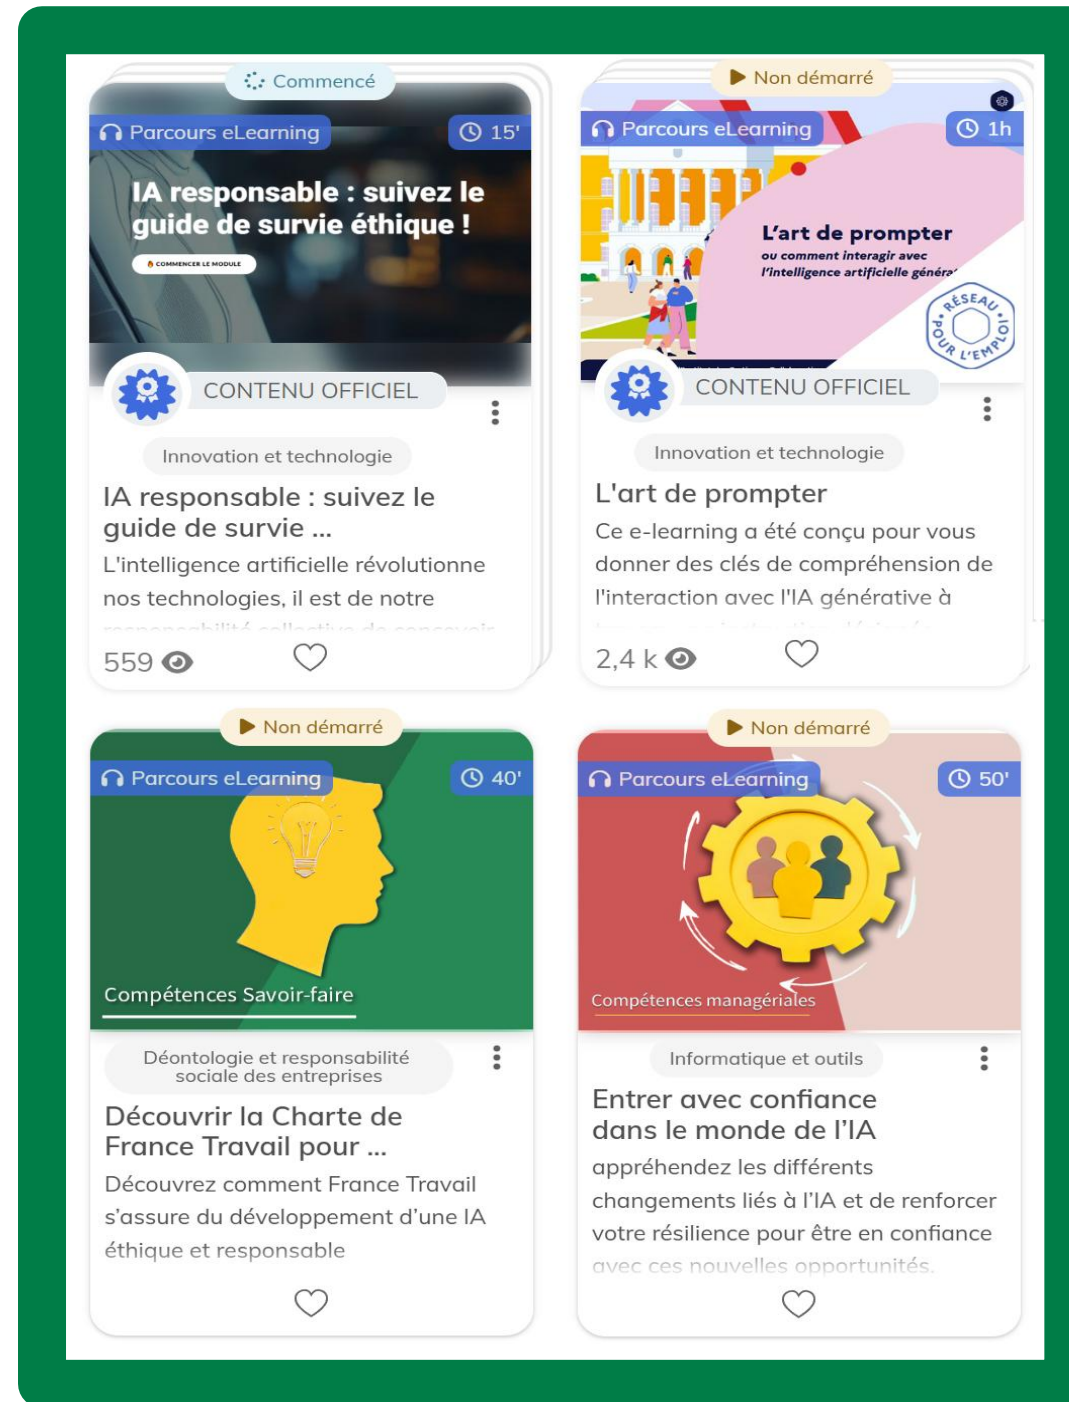 Commencé
Parcours eLearning
15'
IA responsable : suivez le
guide de survie éthique !
COMMENCER LE MODULE
CONTENU OFFICIEL
Innovation et technologie
IA responsable : suivez le
guide de survie ...
L'intelligence artificielle révolutionne
nos technologies, il est de notre
responsabilité collective de concevoir
559
Non démarré
Parcours eLearning
1h
L'art de prompter
ou comment interagir avec
l'intelligence artificielle générat
RÉSEAU
POUR L'EMPLOI
CONTENU OFFICIEL
Innovation et technologie
L'art de prompter
Ce e-learning a été conçu pour vous
donner des clés de compréhension de
l'interaction avec l'IA générative à
2,4 k
Non démarré
Parcours eLearning
40'
Compétences Savoir-faire
Déontologie et responsabilité
sociale des entreprises
Découvrir la Charte de
France Travail pour ...
Découvrez comment France Travail
s'assure du développement d'une IA
éthique et responsable
Non démarré
Parcours eLearning
50'
Compétences managériales
Informatique et outils
Entrer avec confiance
dans le monde de l'IA
appréhendez les différents
changements liés à l'IA et de renforcer
votre résilience pour être en confiance
avec ces nouvelles opportunités.